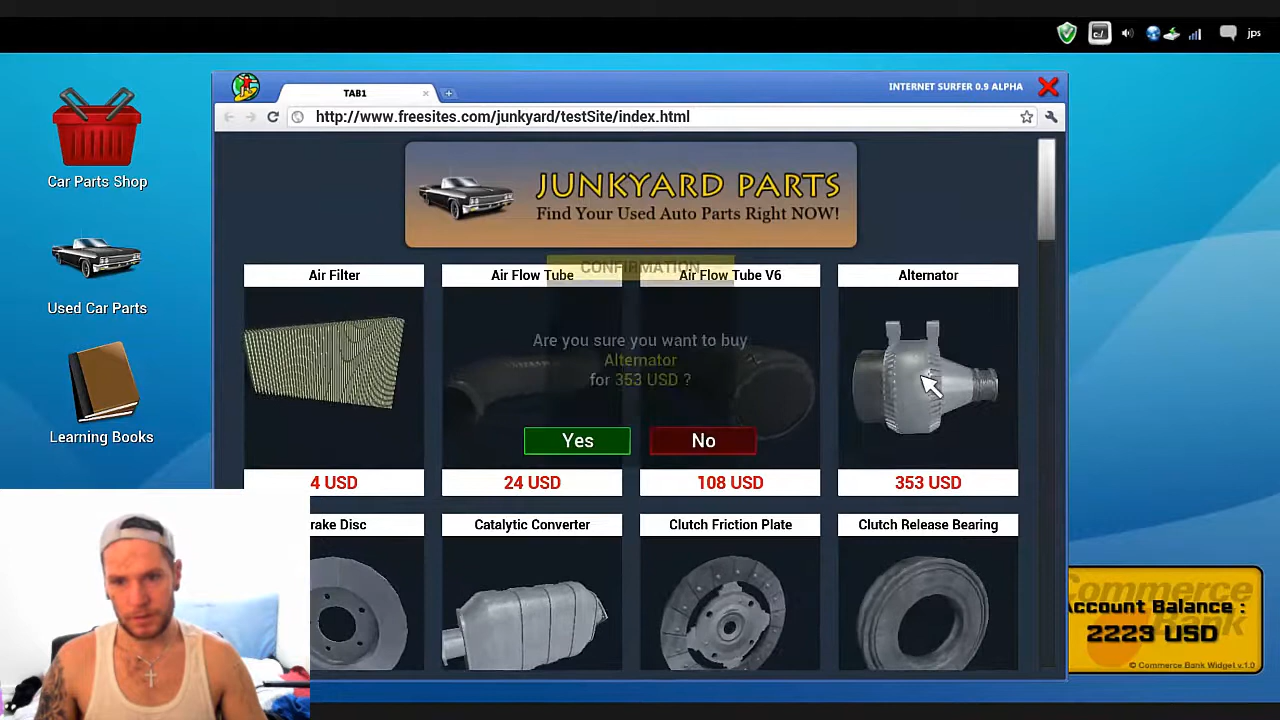 jps
TAB1
INTERNET SURFER 0.9 ALPHA
http://www.freesites.com/junkyard/testSite/index.html
Car Parts Shop
Used Car Parts
Learning Books
JUNKYARD PARTS
Find Your Used Auto Parts Right NOW!
CONFIRMATION
Air Filter
Air Flow Tube
Air Flow Tube V6
Alternator
Are you sure you want to buy
Alternator
for 353 USD ?
Yes
No
4 USD
24 USD
108 USD
353 USD
rake Disc
Catalytic Converter
Clutch Friction Plate
Clutch Release Bearing
Commerce
Bank
Account Balance :
2223 USD
© Commerce Bank Widget v.1.0